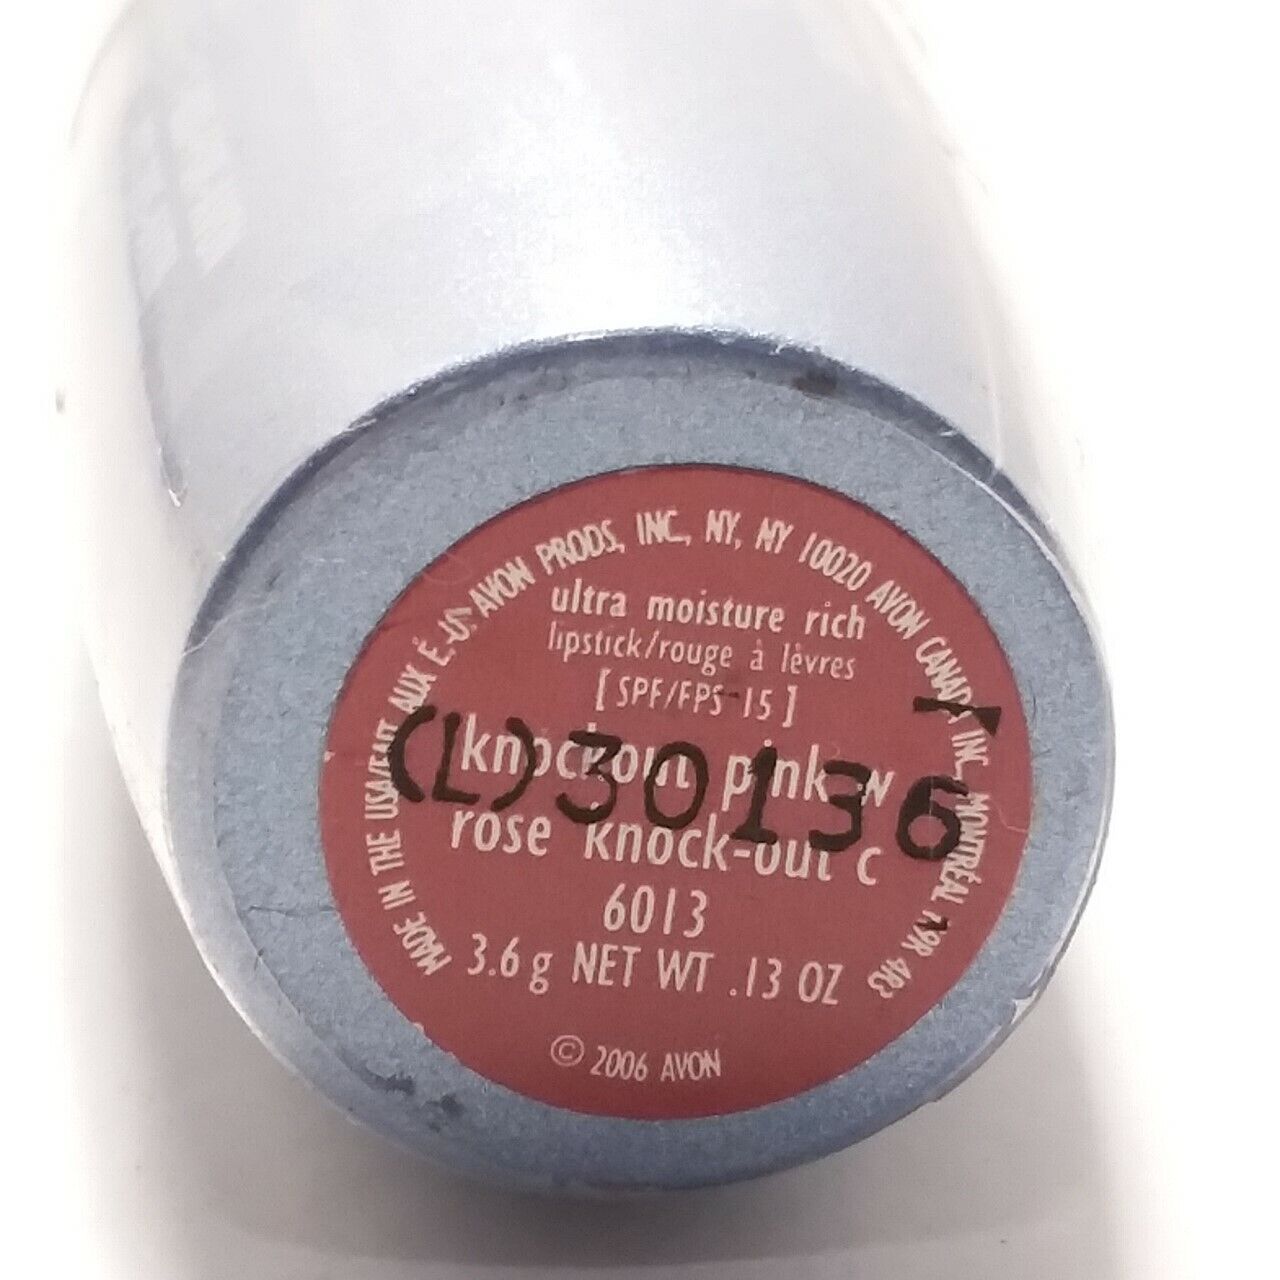 MADE IN THE USA/FAIT AUX É.-U. AVON PRODS, INC., NY, NY 10020 AVON CANADA INC., MONTRÉAL H9R 4R3
ultra moisture rich
lipstick/rouge à lèvres
[SPF/FPS 15]
knockout pink w
(L)30136
rose knock-out c
6013
3.6 g NET WT .13 OZ
© 2006 AVON